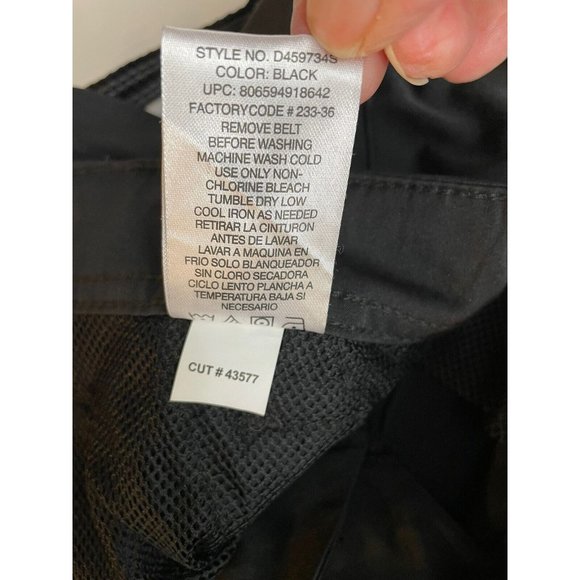 STYLE NO. D459734S
COLOR: BLACK
UPC: 806594918642
FACTORYCODE # 233-36
REMOVE BELT
BEFORE WASHING
MACHINE WASH COLD
USE ONLY NON-
CHLORINE BLEACH
TUMBLE DRY LOW
COOL IRON AS NEEDED
RETIRAR LA CINTURON
ANTES DE LAVAR
LAVAR A MAQUINA EN
FRIO SOLO BLANQUEADOR
SIN CLORO SECADORA
CICLO LENTO PLANCHA A
TEMPERATURA BAJA SI
NECESARIO
CUT # 43577